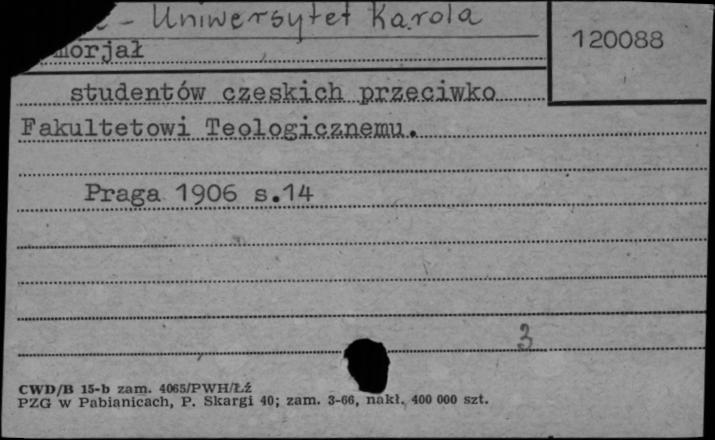 - Uniwersytet Karola
120088
morjał
studentów czeskich przeciwko
Fakultetowi Teologicznemu.
Praga 1906 s.14
3
CWD/B 15-b zam. 4065/PWH/Łź
PZG w Pabianicach, P. Skargi 40; zam. 3-66, nakł. 400 000 szt.